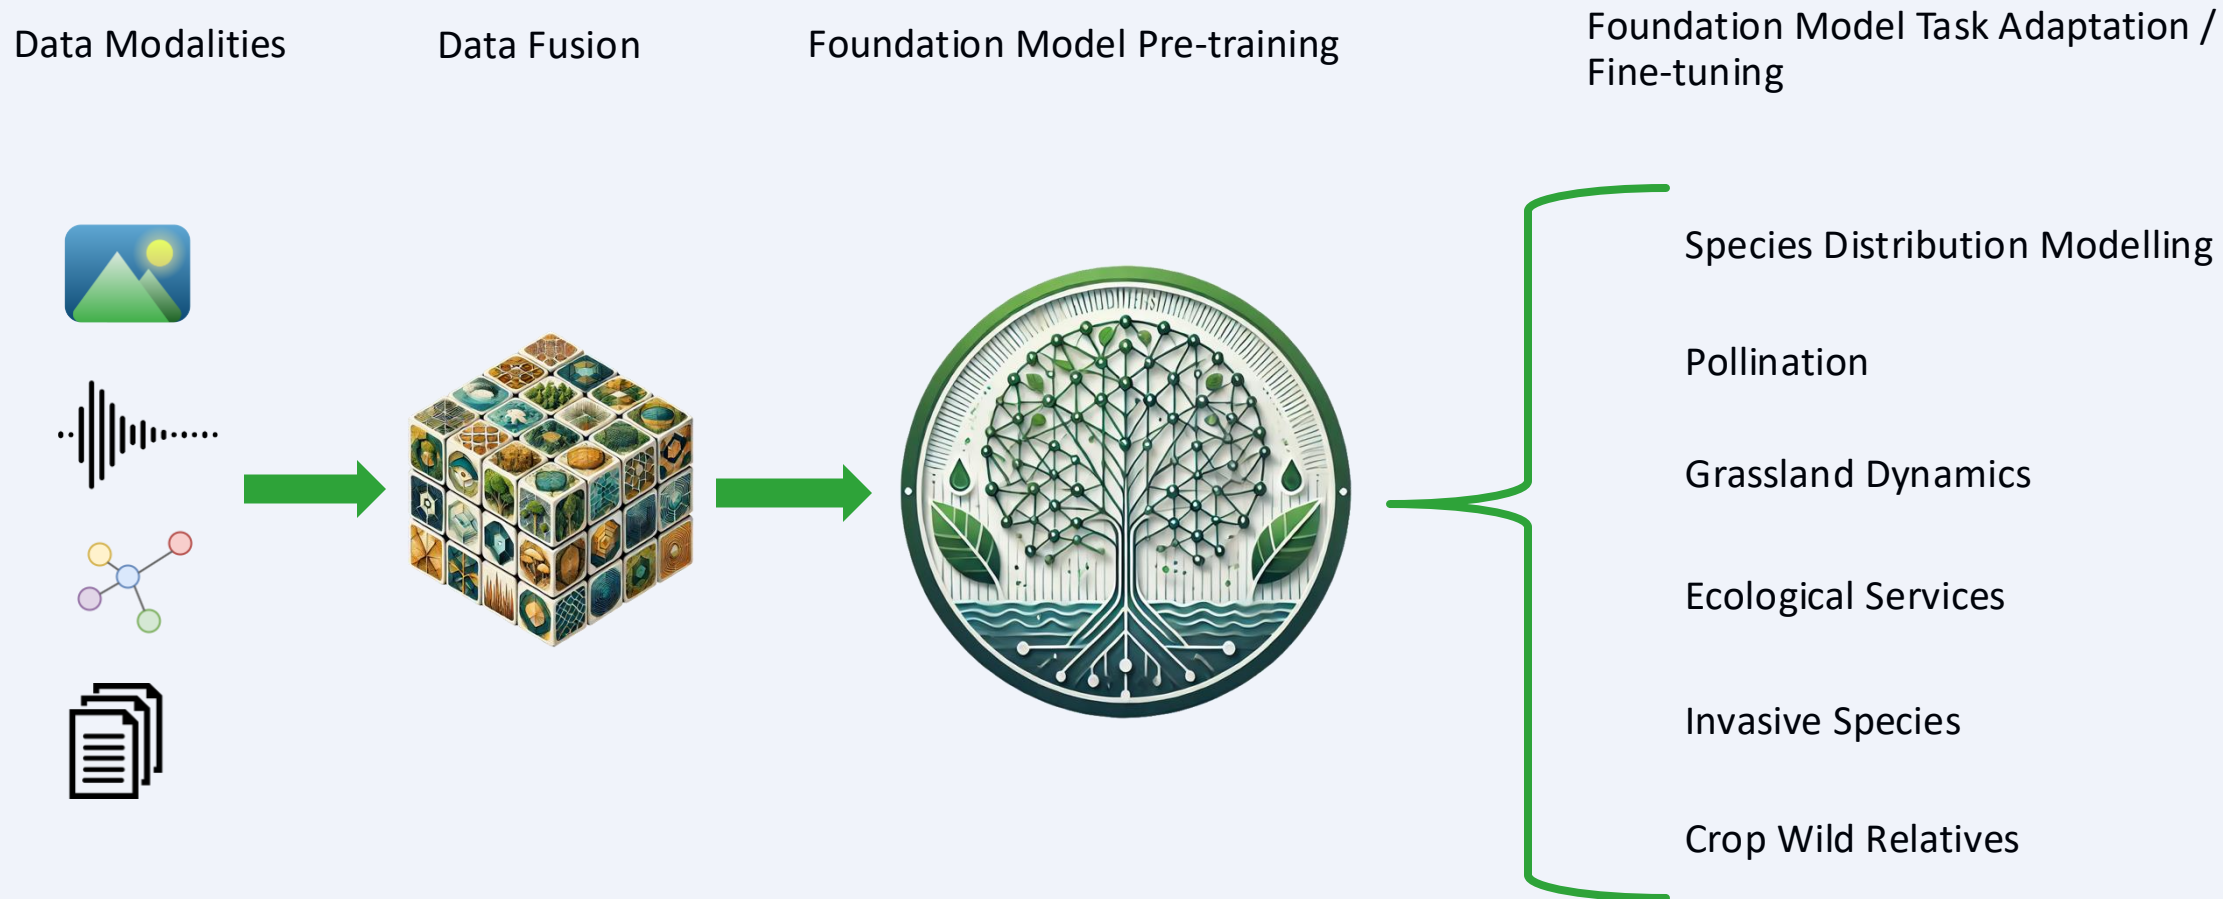 Data Modalities
Data Fusion
Foundation Model Pre-training
Foundation Model Task Adaptation /
Fine-tuning
Species Distribution Modelling
Pollination
Grassland Dynamics
Ecological Services
Invasive Species
Crop Wild Relatives